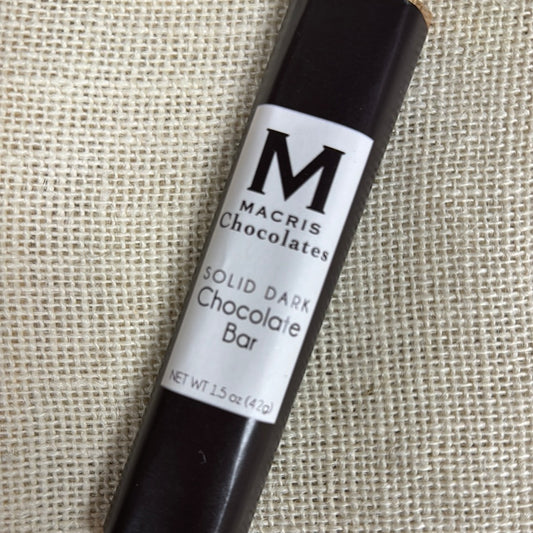 M
MACRIS
Chocolates
SOLID DARK
Chocolate
Bar
NET WT 1.5 oz (42g)